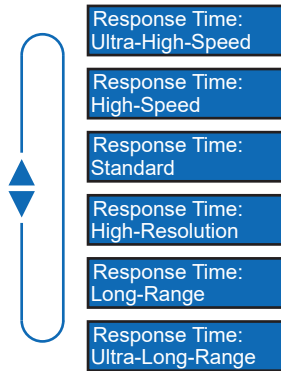 Response Time:
Ultra-High-Speed
Response Time:
High-Speed
Response Time:
Standard
Response Time:
High-Resolution
Response Time:
Long-Range
Response Time:
Ultra-Long-Range